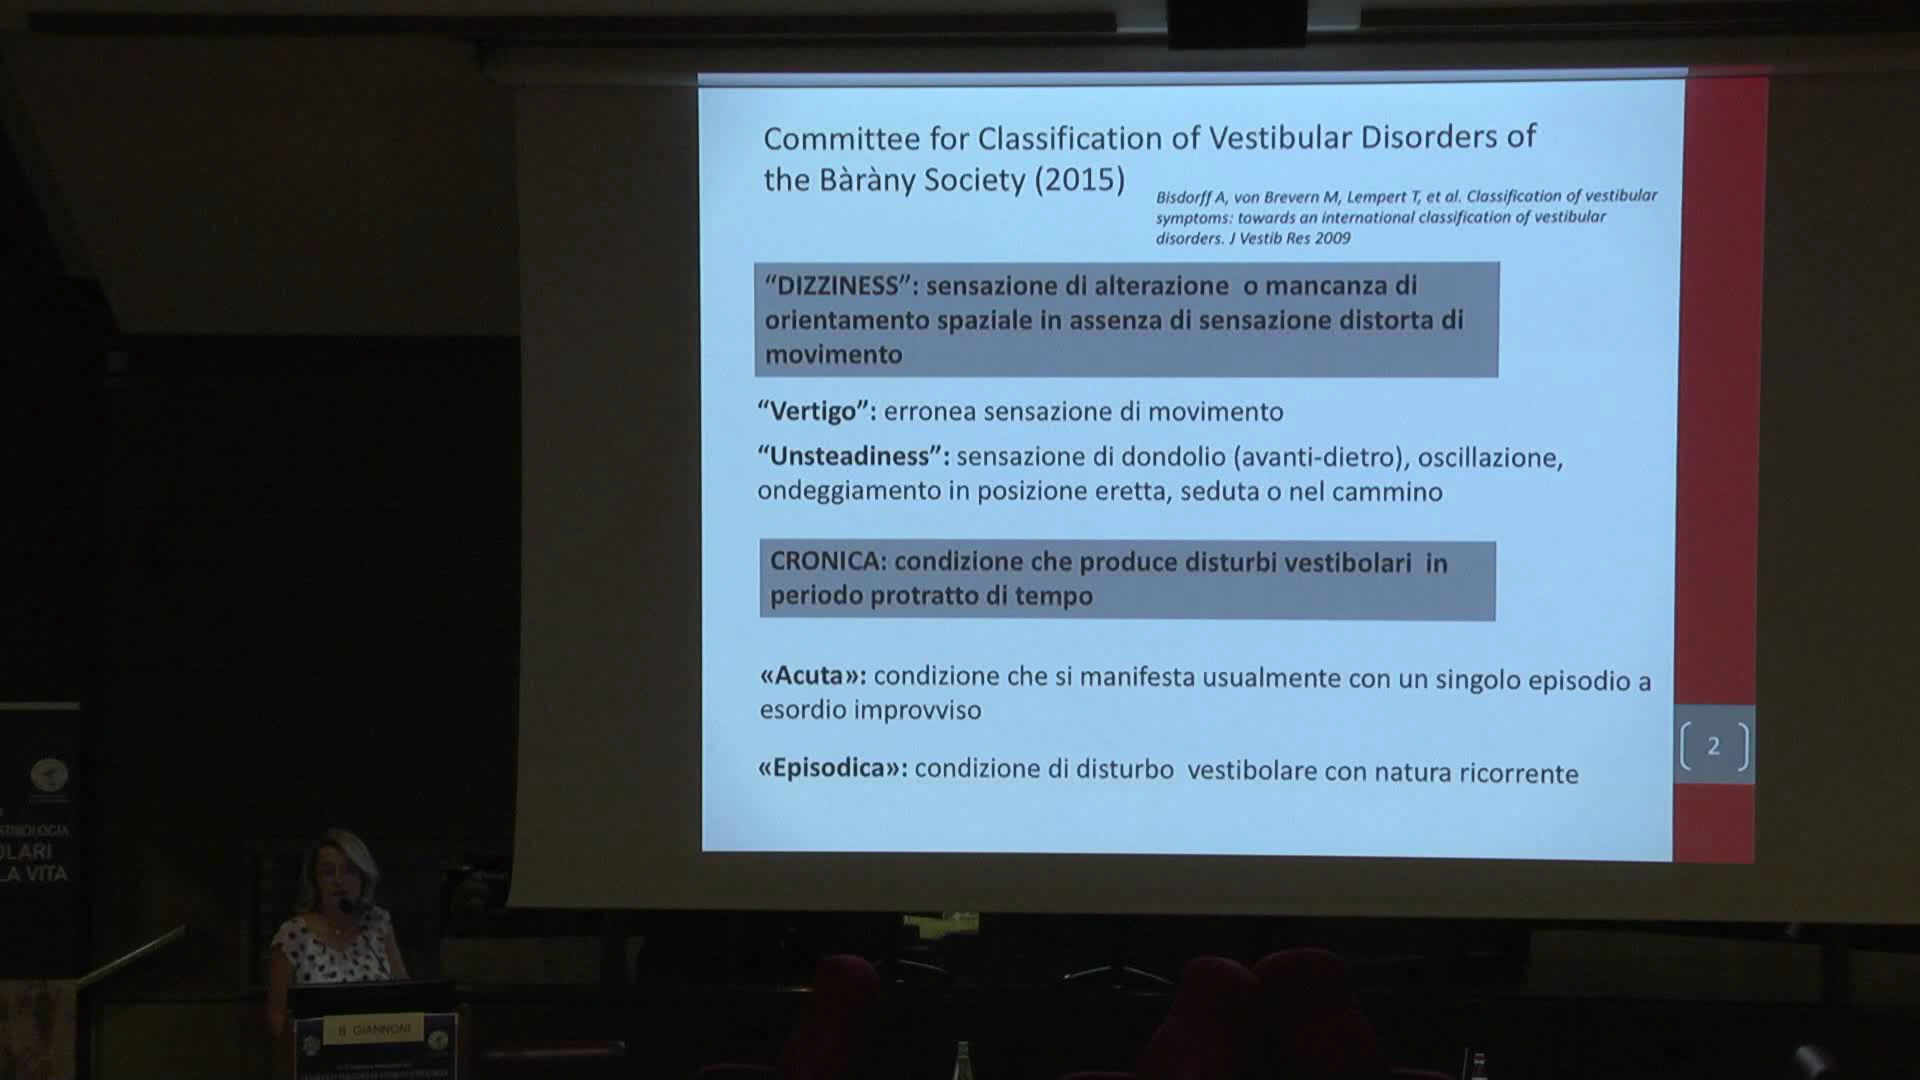 Committee for Classification of Vestibular Disorders of
the Bàràny Society (2015)
Bisdorff A, von Brevern M, Lempert T, et al. Classification of vestibular
symptoms: towards an international classification of vestibular
disorders. J Vestib Res 2009
“DIZZINESS”: sensazione di alterazione o mancanza di
orientamento spaziale in assenza di sensazione distorta di
movimento
“Vertigo”: erronea sensazione di movimento
“Unsteadiness”: sensazione di dondolio (avanti-dietro), oscillazione,
ondeggiamento in posizione eretta, seduta o nel cammino
CRONICA: condizione che produce disturbi vestibolari in
periodo protratto di tempo
«Acuta»: condizione che si manifesta usualmente con un singolo episodio a
esordio improvviso
«Episodica»: condizione di disturbo vestibolare con natura ricorrente
2
OLARI
LA VITA
B. GIANNONI